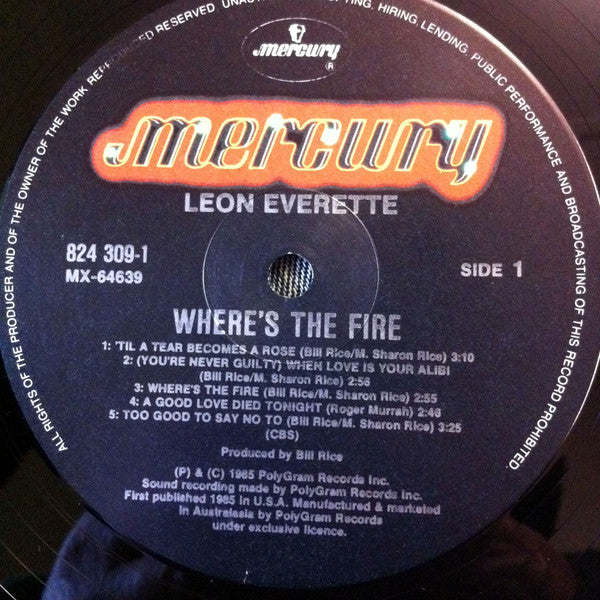 ALL RIGHTS OF THE PRODUCER AND OF THE OWNER OF THE WORK REPRODUCED RESERVED HIRING, LENDING, PUBLIC PERFORMANCE AND BROADCASTING OF THIS RECORD PROHIBITED.
mercury
R
mercury
LEON EVERETTE
824 309-1
MX-64639
SIDE 1
WHERE'S THE FIRE
1: 'TIL A TEAR BECOMES A ROSE (Bill Rice/M. Sharon Rice) 3:10
2: (YOU'RE NEVER GUILTY) WHEN LOVE IS YOUR ALIBI
(Bill Rice/M. Sharon Rice) 2:56
3: WHERE'S THE FIRE (Bill Rice/M. Sharon Rice) 2:55
4: A GOOD LOVE DIED TONIGHT (Roger Murrah) 2:46
5: TOO GOOD TO SAY NO TO (Bill Rice/M. Sharon Rice) 3:25
(CBS)
Produced by Bill Rice
(P) & (C) 1985 PolyGram Records Inc.
Sound recording made by PolyGram Records Inc.
First published 1985 in U.S.A. Manufactured & marketed
in Australasia by PolyGram Records
under exclusive licence.